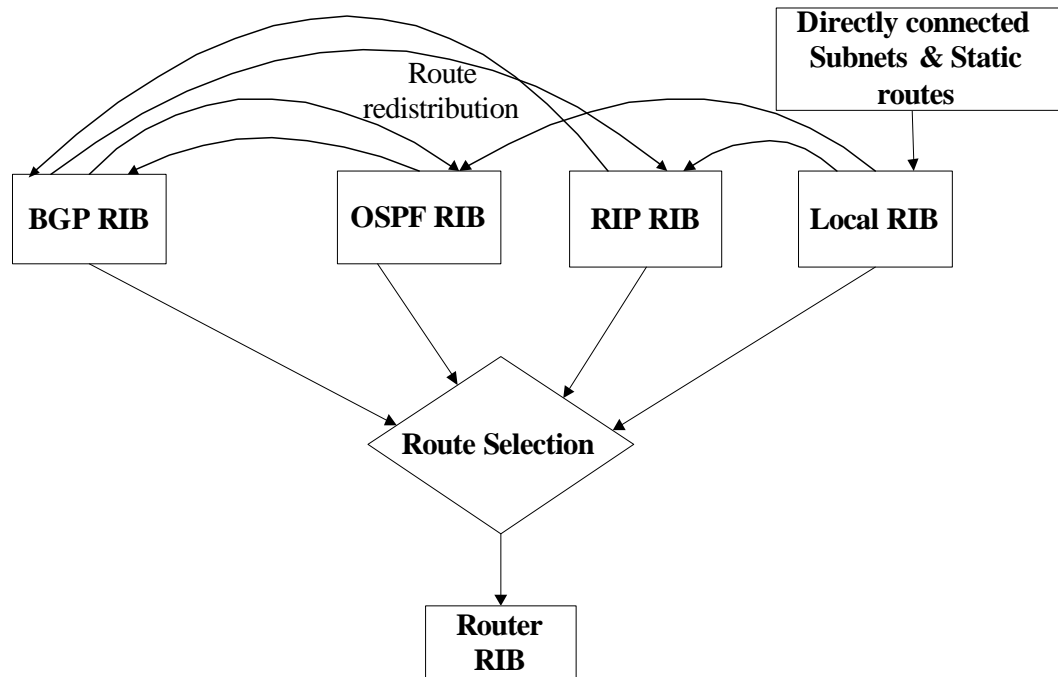 Directly connected
Subnets & Static
routes
Route
redistribution
BGP RIB
OSPF RIB
RIP RIB
Local RIB
Route Selection
Router
RIB